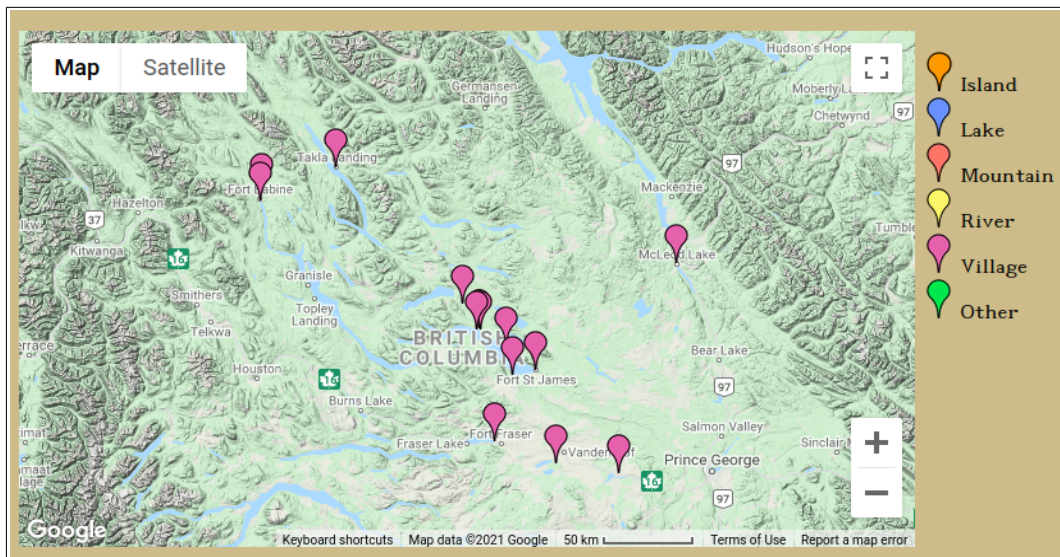 Map Satellite
Hudson's Hope
Germansen
Landing
Moberly La
97
Chetwynd
97
Takla Landing
Fort Babine
Mackenzie
Hazelton
37
Kitwanga
16
McLeod Lake
Tumble
Granisle
Smithers
Topley
Landing
Telkwa
BRITISH
COLUMBIA
Bear Lake
Houston
16
Fort St James
97
Burns Lake
Salmon Valley
Fraser Lake
Fort Fraser
Vanderhoof
Prince George
16
97
Google
Keyboard shortcuts Map data ©2021 Google 50 km Terms of Use Report a map error
Island
Lake
Mountain
River
Village
Other